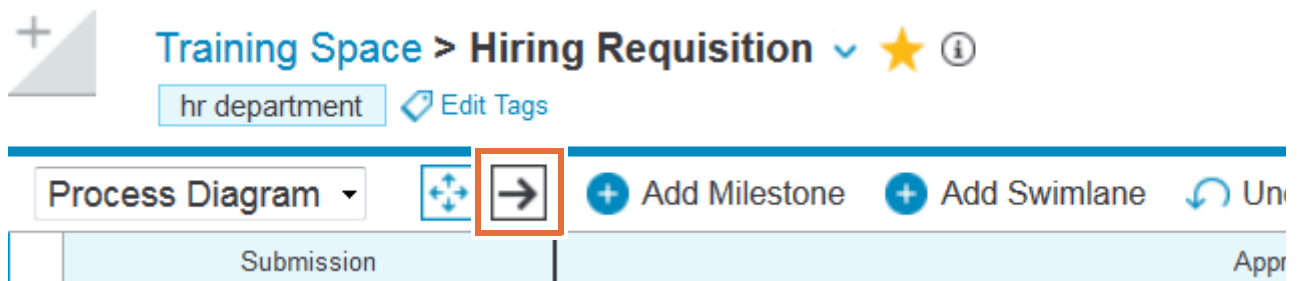 Training Space > Hiring Requisition
hr department Edit Tags
Process Diagram Add Milestone Add Swimlane
Submission